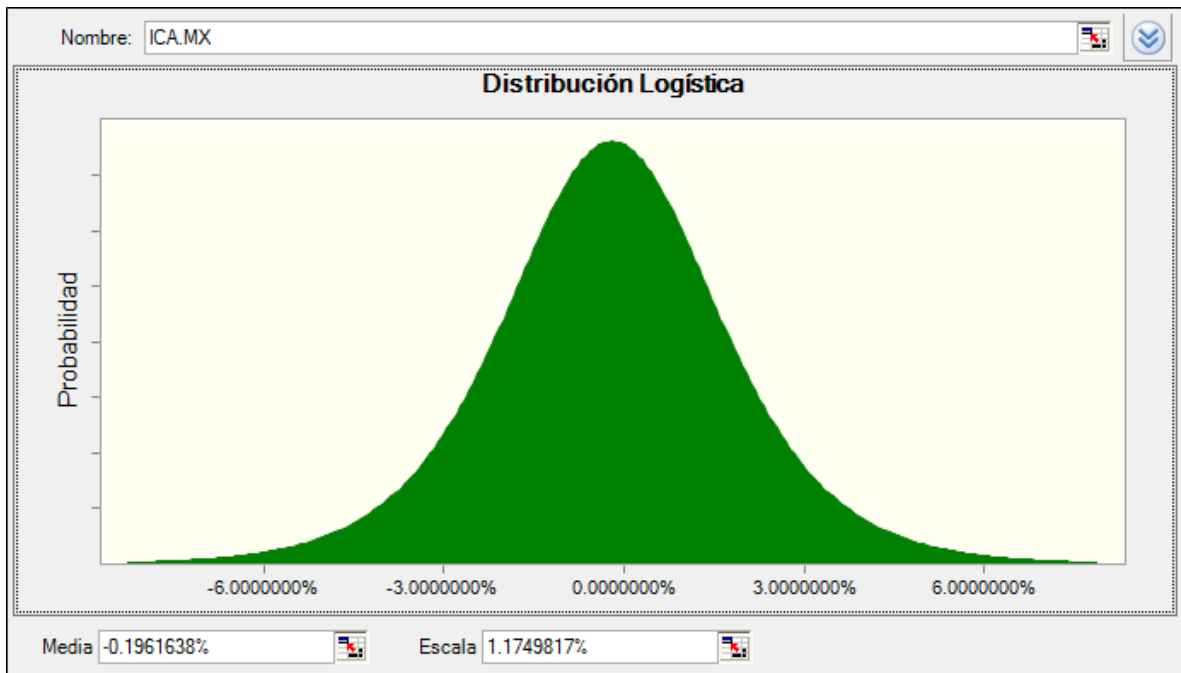 Nombre: ICA.MX
Distribución Logística
Probabilidad
-6.0000000% -3.0000000% 0.0000000% 3.0000000% 6.0000000%
Media -0.1961638% Escala 1.1749817%